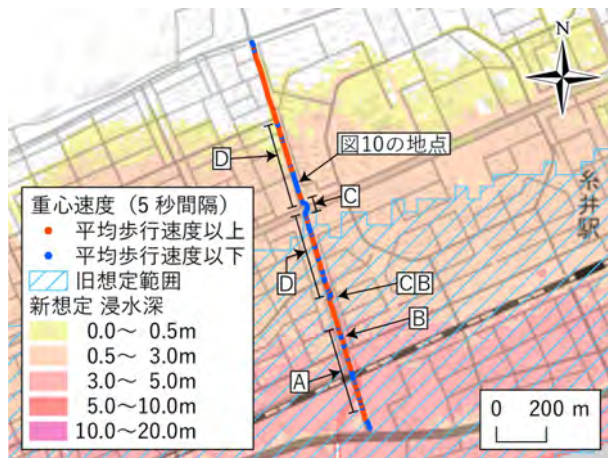 N
図10の地点
D
C
糸井駅
重心速度（5 秒間隔）
平均歩行速度以上
平均歩行速度以下
旧想定範囲
新想定 浸水深
0.0〜 0.5m
0.5〜 3.0m
3.0〜 5.0m
5.0〜10.0m
10.0〜20.0m
D
CB
B
A
0 200 m